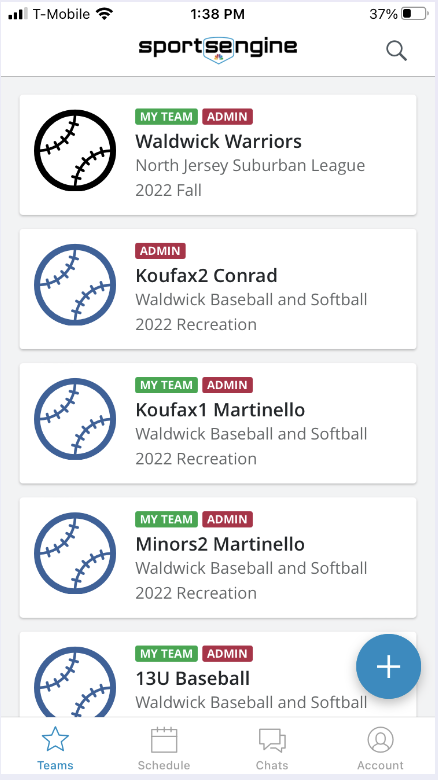 T-Mobile 1:38 PM 37%
sportsengine
MY TEAM ADMIN
Waldwick Warriors
North Jersey Suburban League
2022 Fall
ADMIN
Koufax2 Conrad
Waldwick Baseball and Softball
2022 Recreation
MY TEAM ADMIN
Koufax1 Martinello
Waldwick Baseball and Softball
2022 Recreation
MY TEAM ADMIN
Minors2 Martinello
Waldwick Baseball and Softball
2022 Recreation
MY TEAM ADMIN
13U Baseball
Waldwick Baseball and Softball
Teams Schedule Chats Account